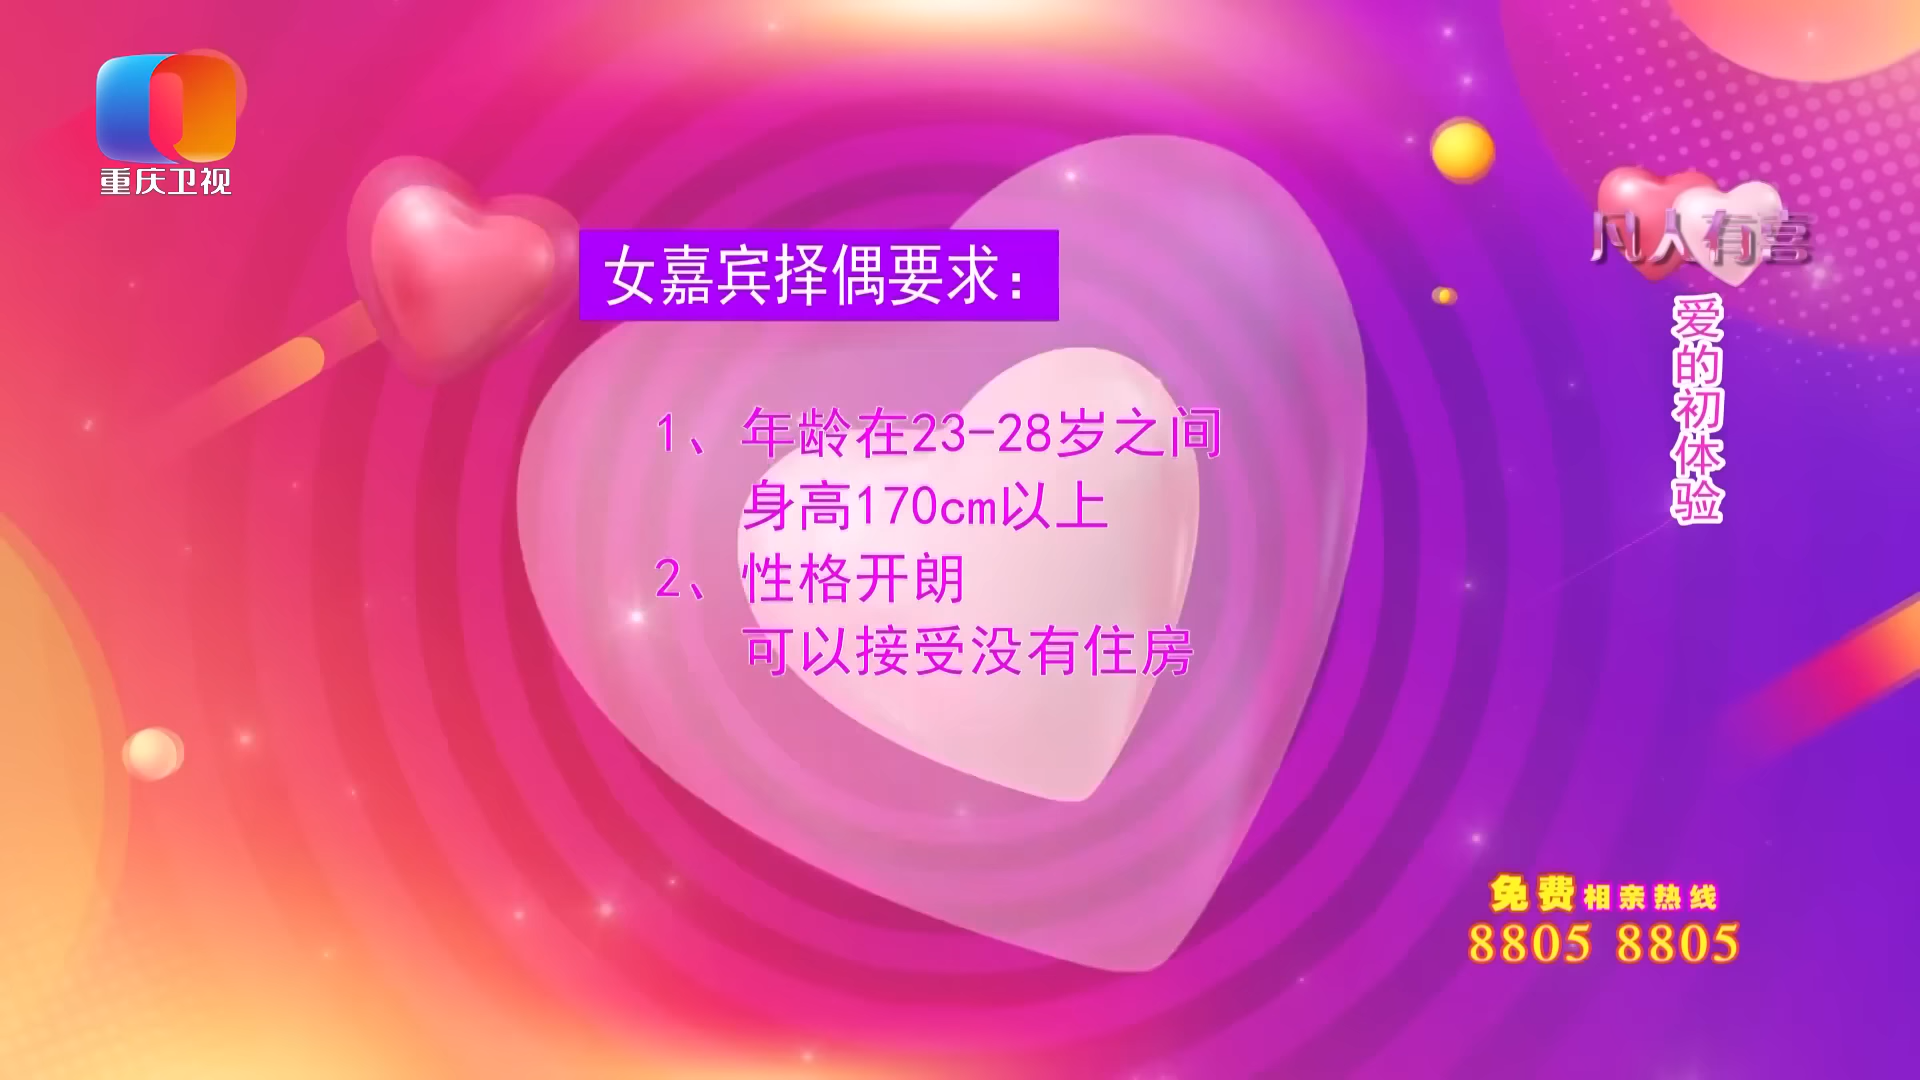 重庆卫视
凡人有喜
爱的初体验
女嘉宾择偶要求：
1、年龄在23-28岁之间
身高170cm以上
2、性格开朗
可以接受没有住房
免费相亲热线
8805 8805